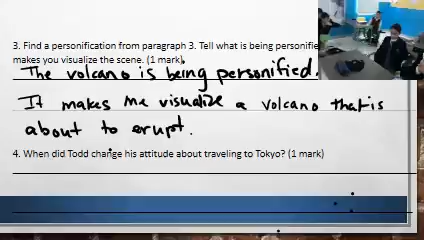 3. Find a personification from paragraph 3. Tell what is being personifie
makes you visualize the scene. (1 mark)
The volcano is being personified.
It makes me visualize a volcano that is
about to erupt.
4. When did Todd change his attitude about traveling to Tokyo? (1 mark)